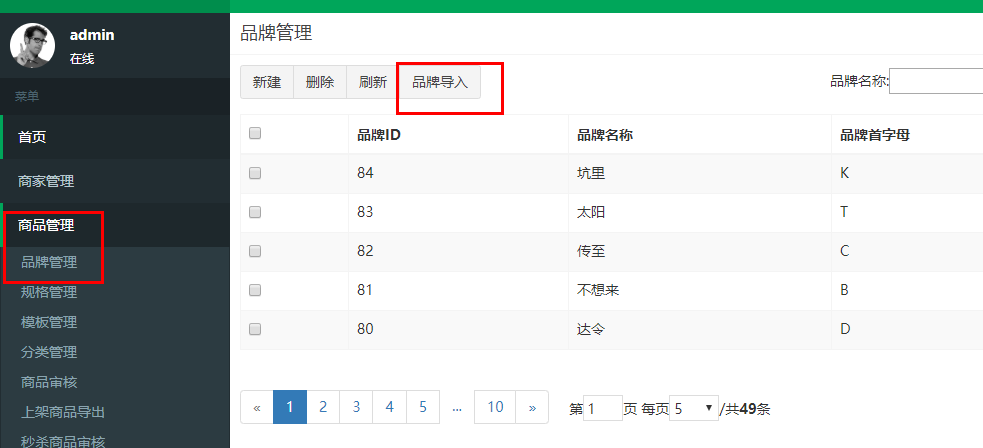 admin
在线
菜单
首页
商家管理
商品管理
品牌管理
规格管理
模板管理
分类管理
商品审核
上架商品导出
秒杀商品审核
品牌管理
新建 删除 刷新 品牌导入 品牌名称:
品牌ID 品牌名称 品牌首字母
84 坑里 K
83 太阳 T
82 传至 C
81 不想来 B
80 达令 D
« 1 2 3 4 5 ... 10 » 第 1 页 每页 5 /共49条